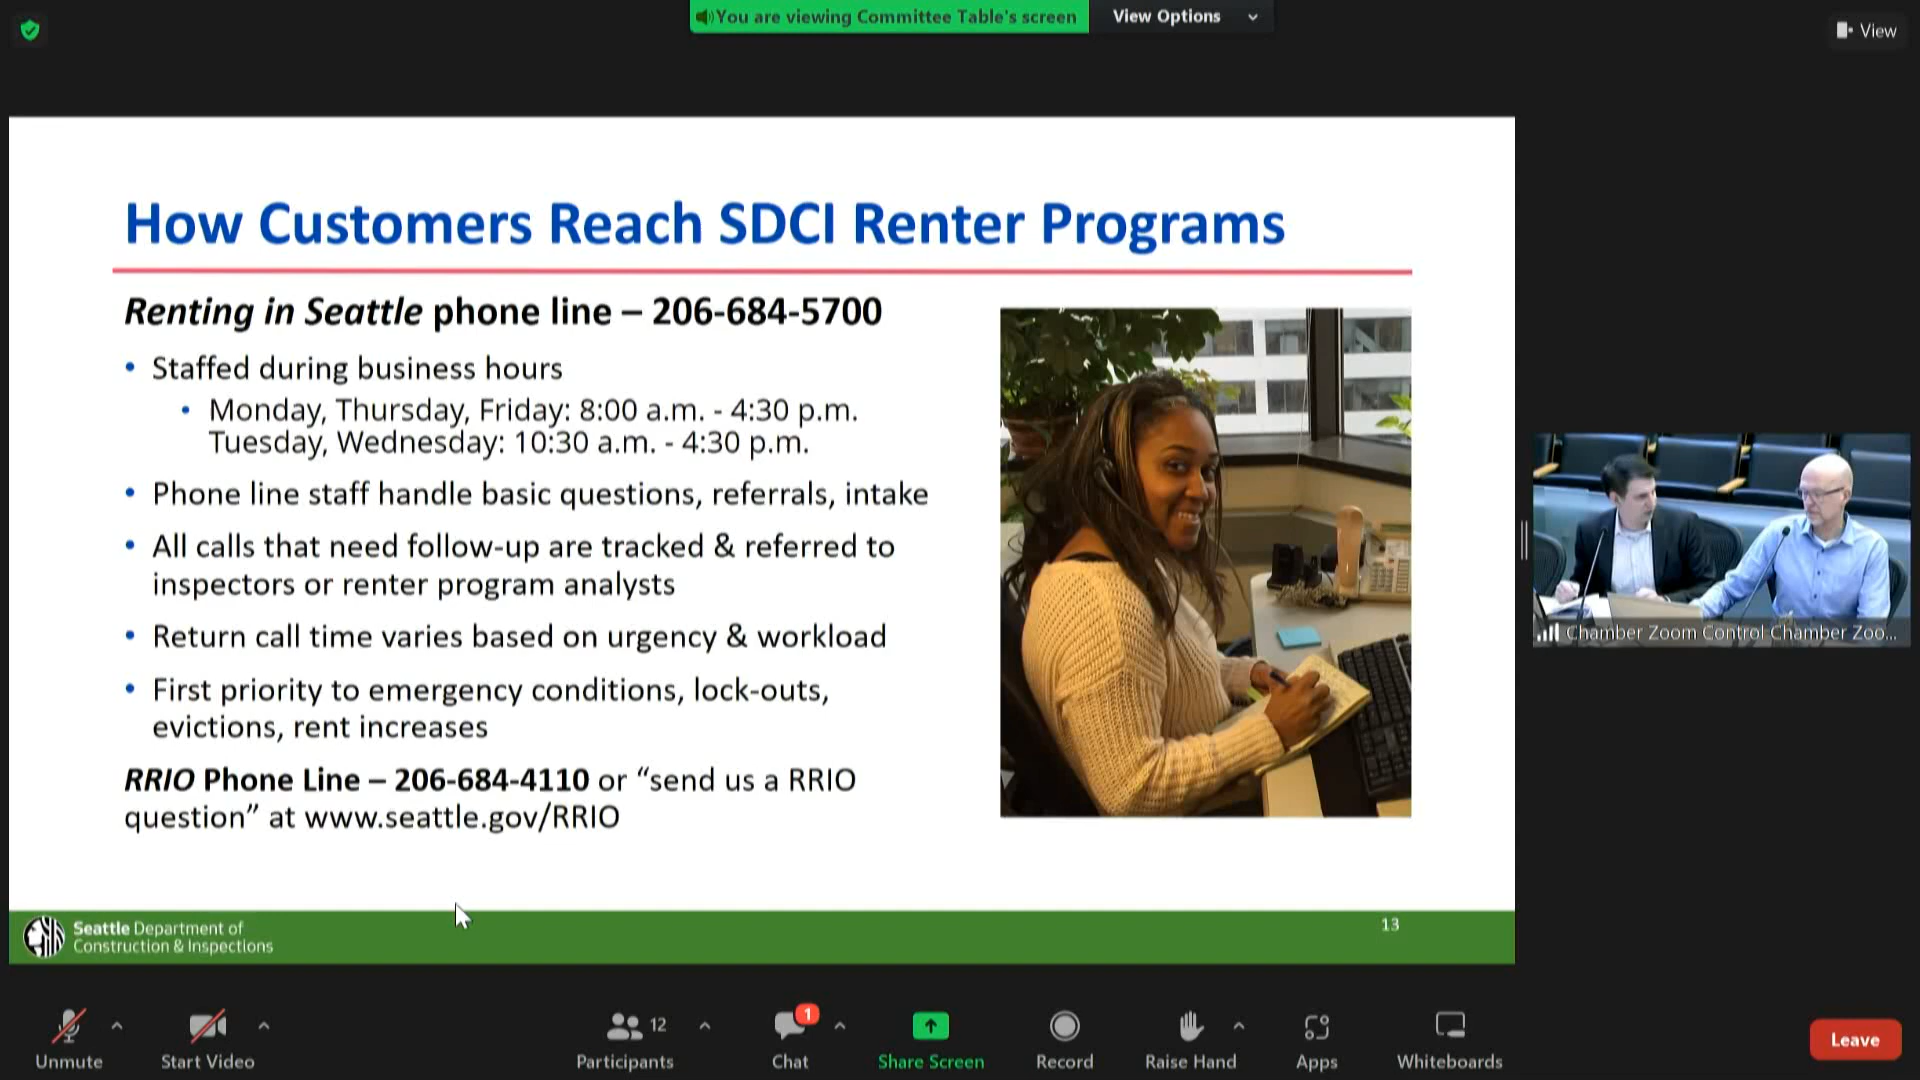 You are viewing Committee Table's screen
View Options
View
How Customers Reach SDCI Renter Programs
Renting in Seattle phone line – 206-684-5700
• Staffed during business hours
• Monday, Thursday, Friday: 8:00 a.m. - 4:30 p.m.
Tuesday, Wednesday: 10:30 a.m. - 4:30 p.m.
• Phone line staff handle basic questions, referrals, intake
• All calls that need follow-up are tracked & referred to
inspectors or renter program analysts
• Return call time varies based on urgency & workload
• First priority to emergency conditions, lock-outs,
evictions, rent increases
RRIO Phone Line – 206-684-4110 or “send us a RRIO
question” at www.seattle.gov/RRIO
Chamber Zoom Control Chamber Zoo...
Seattle Department of
Construction & Inspections
13
12
1
Unmute
Start Video
Participants
Chat
Share Screen
Record
Raise Hand
Apps
Whiteboards
Leave